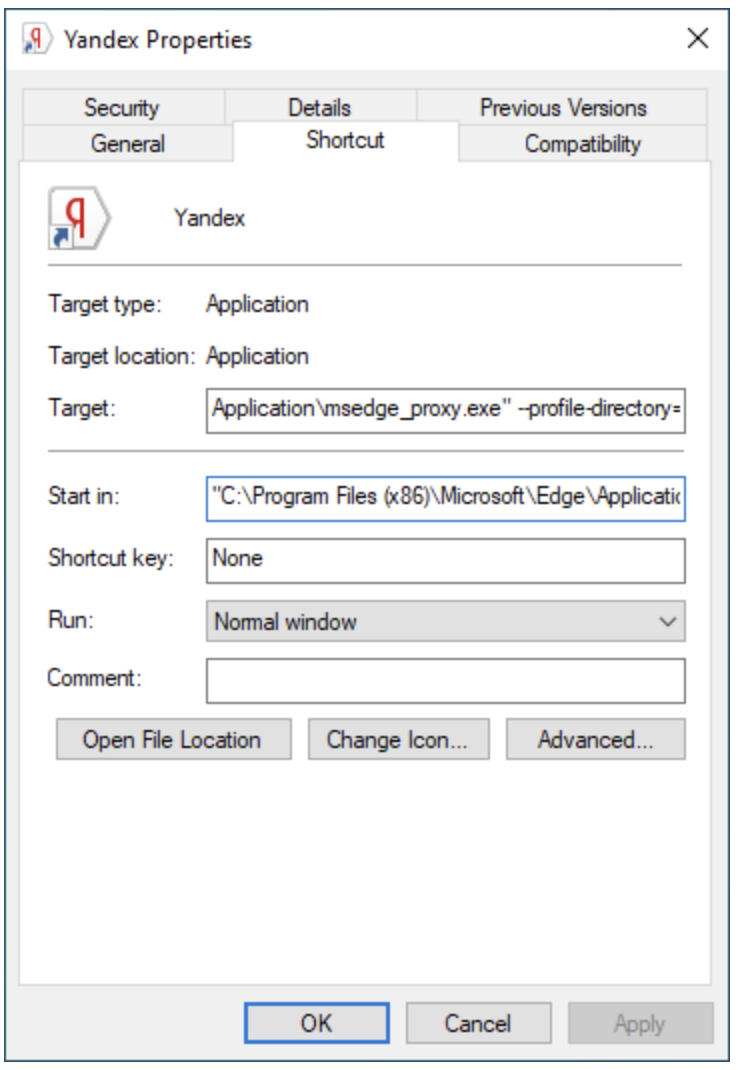 Yandex Properties
Security Details Previous Versions
General Shortcut Compatibility
Yandex
Target type: Application
Target location: Application
Target: Application\msedge_proxy.exe" --profile-directory=
Start in: "C:\Program Files (x86)\Microsoft\Edge\Applicatio
Shortcut key: None
Run: Normal window
Comment:
Open File Location Change Icon... Advanced...
OK Cancel Apply